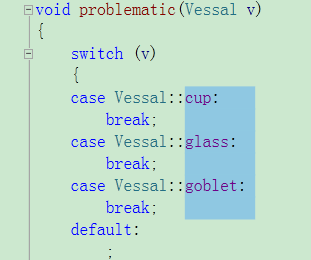 void problematic(Vessal v)
{
switch (v)
{
case Vessal::cup:
break;
case Vessal::glass:
break;
case Vessal::goblet:
break;
default:
;